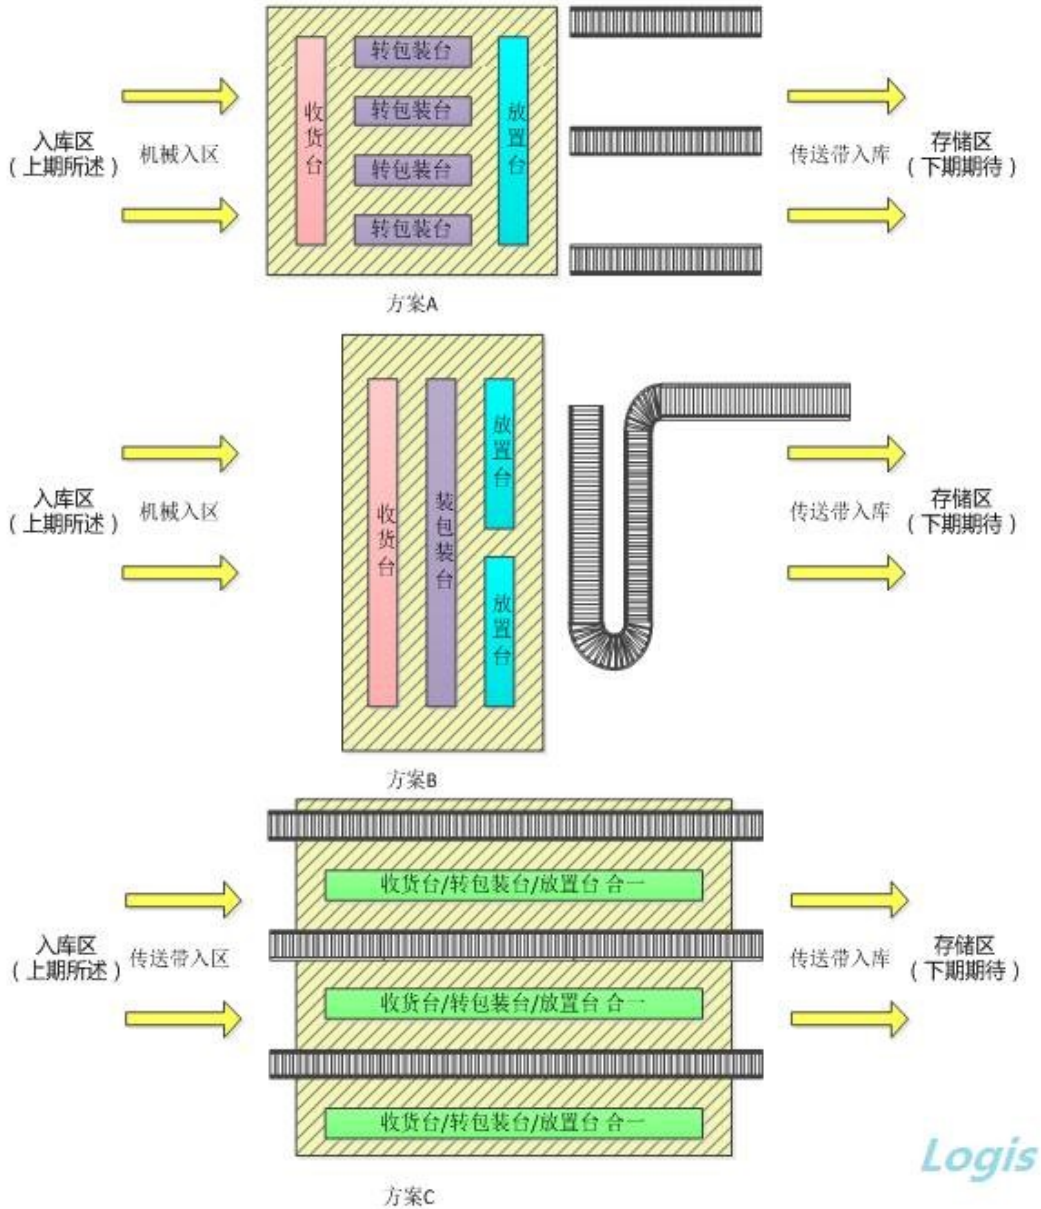 转包装台
转包装台
转包装台
转包装台
收货台
放置台
入库区
（上期所述）
机械入区
传送带入库
存储区
（下期期待）
方案A
收货台
装包装台
放置台
放置台
入库区
（上期所述）
机械入区
传送带入库
存储区
（下期期待）
方案B
收货台/转包装台/放置台 合一
收货台/转包装台/放置台 合一
收货台/转包装台/放置台 合一
入库区
（上期所述）
传送带入区
传送带入库
存储区
（下期期待）
方案C
Logis